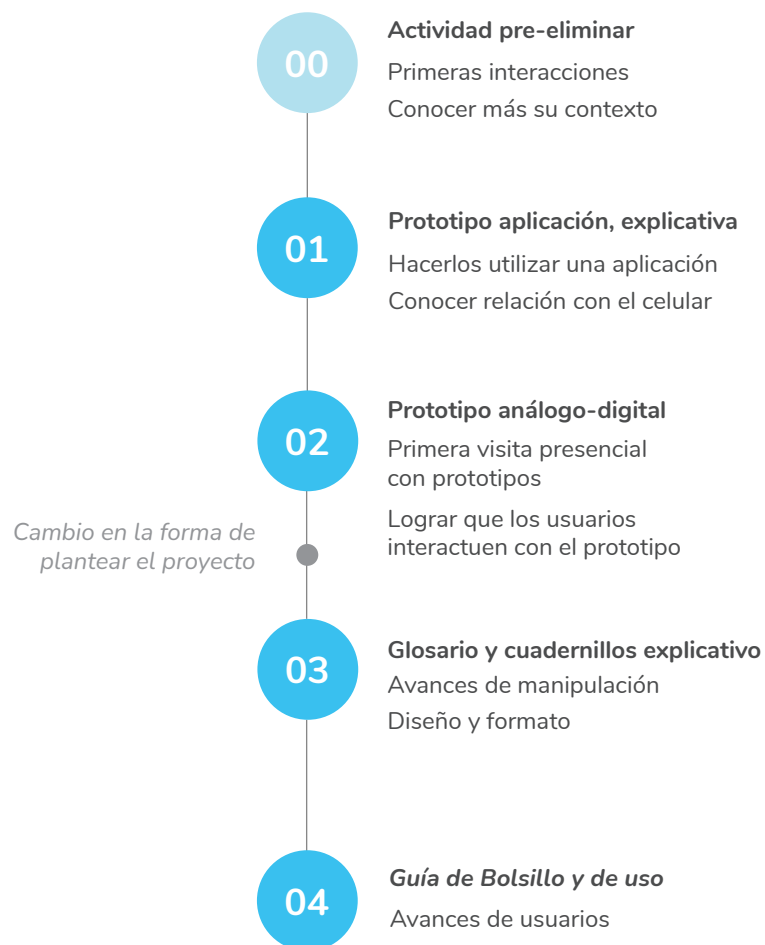 00
Actividad pre-eliminar
Primeras interacciones
Conocer más su contexto
01
Prototipo aplicación, explicativa
Hacerlos utilizar una aplicación
Conocer relación con el celular
02
Prototipo análogo-digital
Primera visita presencial
con prototipos
Lograr que los usuarios
interactuen con el prototipo
Cambio en la forma de
plantear el proyecto
03
Glosario y cuadernillos explicativo
Avances de manipulación
Diseño y formato
04
Guía de Bolsillo y de uso
Avances de usuarios